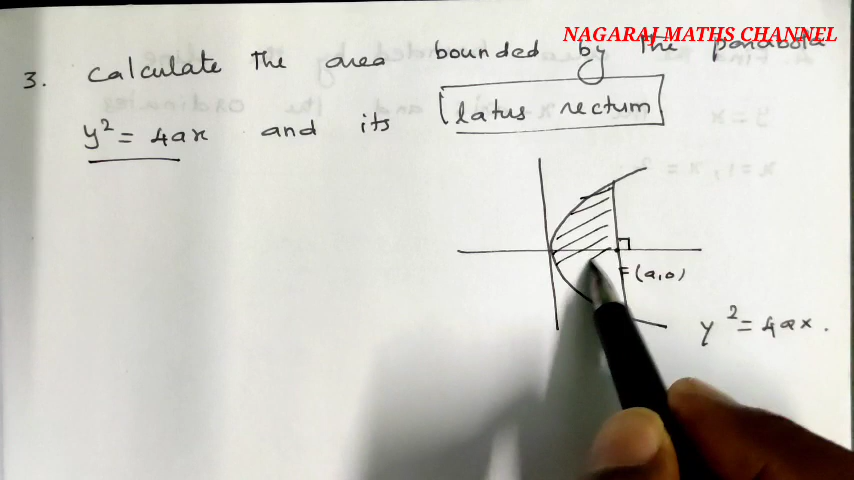 NAGARAJ MATHS CHANNEL
3. Calculate the area bounded by the parabola
y² = 4ax and its latus rectum
F(a,0)
y² = 4ax.